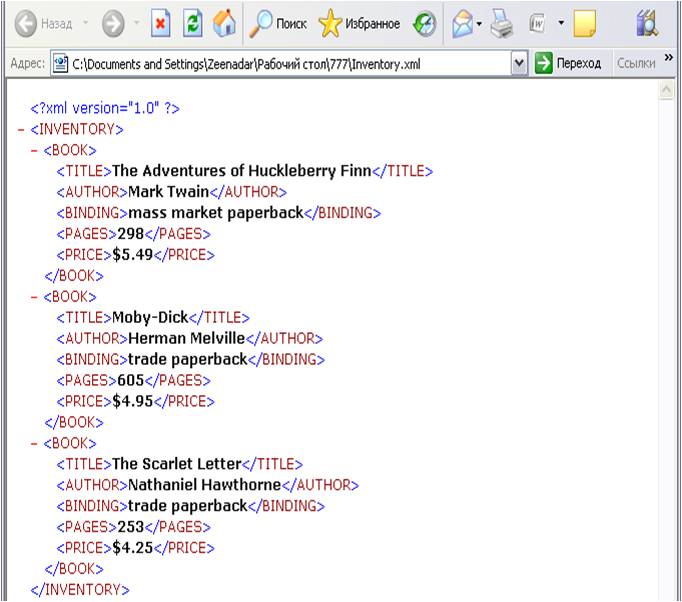 Назад Поиск Избранное
Адрес: C:\Documents and Settings\Zeenadar\Рабочий стол\777\Inventory.xml Переход Ссылки »
<?xml version="1.0" ?>
- <INVENTORY>
- <BOOK>
<TITLE>The Adventures of Huckleberry Finn</TITLE>
<AUTHOR>Mark Twain</AUTHOR>
<BINDING>mass market paperback</BINDING>
<PAGES>298</PAGES>
<PRICE>$5.49</PRICE>
</BOOK>
- <BOOK>
<TITLE>Moby-Dick</TITLE>
<AUTHOR>Herman Melville</AUTHOR>
<BINDING>trade paperback</BINDING>
<PAGES>605</PAGES>
<PRICE>$4.95</PRICE>
</BOOK>
- <BOOK>
<TITLE>The Scarlet Letter</TITLE>
<AUTHOR>Nathaniel Hawthorne</AUTHOR>
<BINDING>trade paperback</BINDING>
<PAGES>253</PAGES>
<PRICE>$4.25</PRICE>
</BOOK>
</INVENTORY>